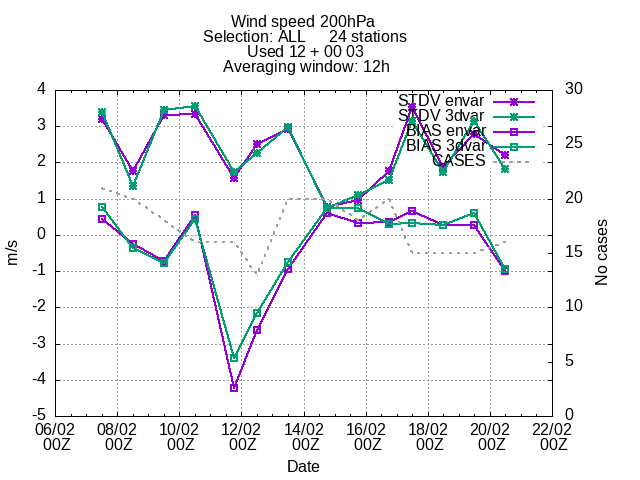 Wind speed 200hPa
Selection: ALL     24 stations
Used 12 + 00 03
Averaging window: 12h
STDV envar
STDV 3dvar
BIAS envar
BIAS 3dvar
CASES
4
3
2
1
0
-1
-2
-3
-4
-5
m/s
30
25
20
15
10
5
0
No cases
06/02 08/02 10/02 12/02 14/02 16/02 18/02 20/02 22/02
00Z 00Z 00Z 00Z 00Z 00Z 00Z 00Z 00Z
Date